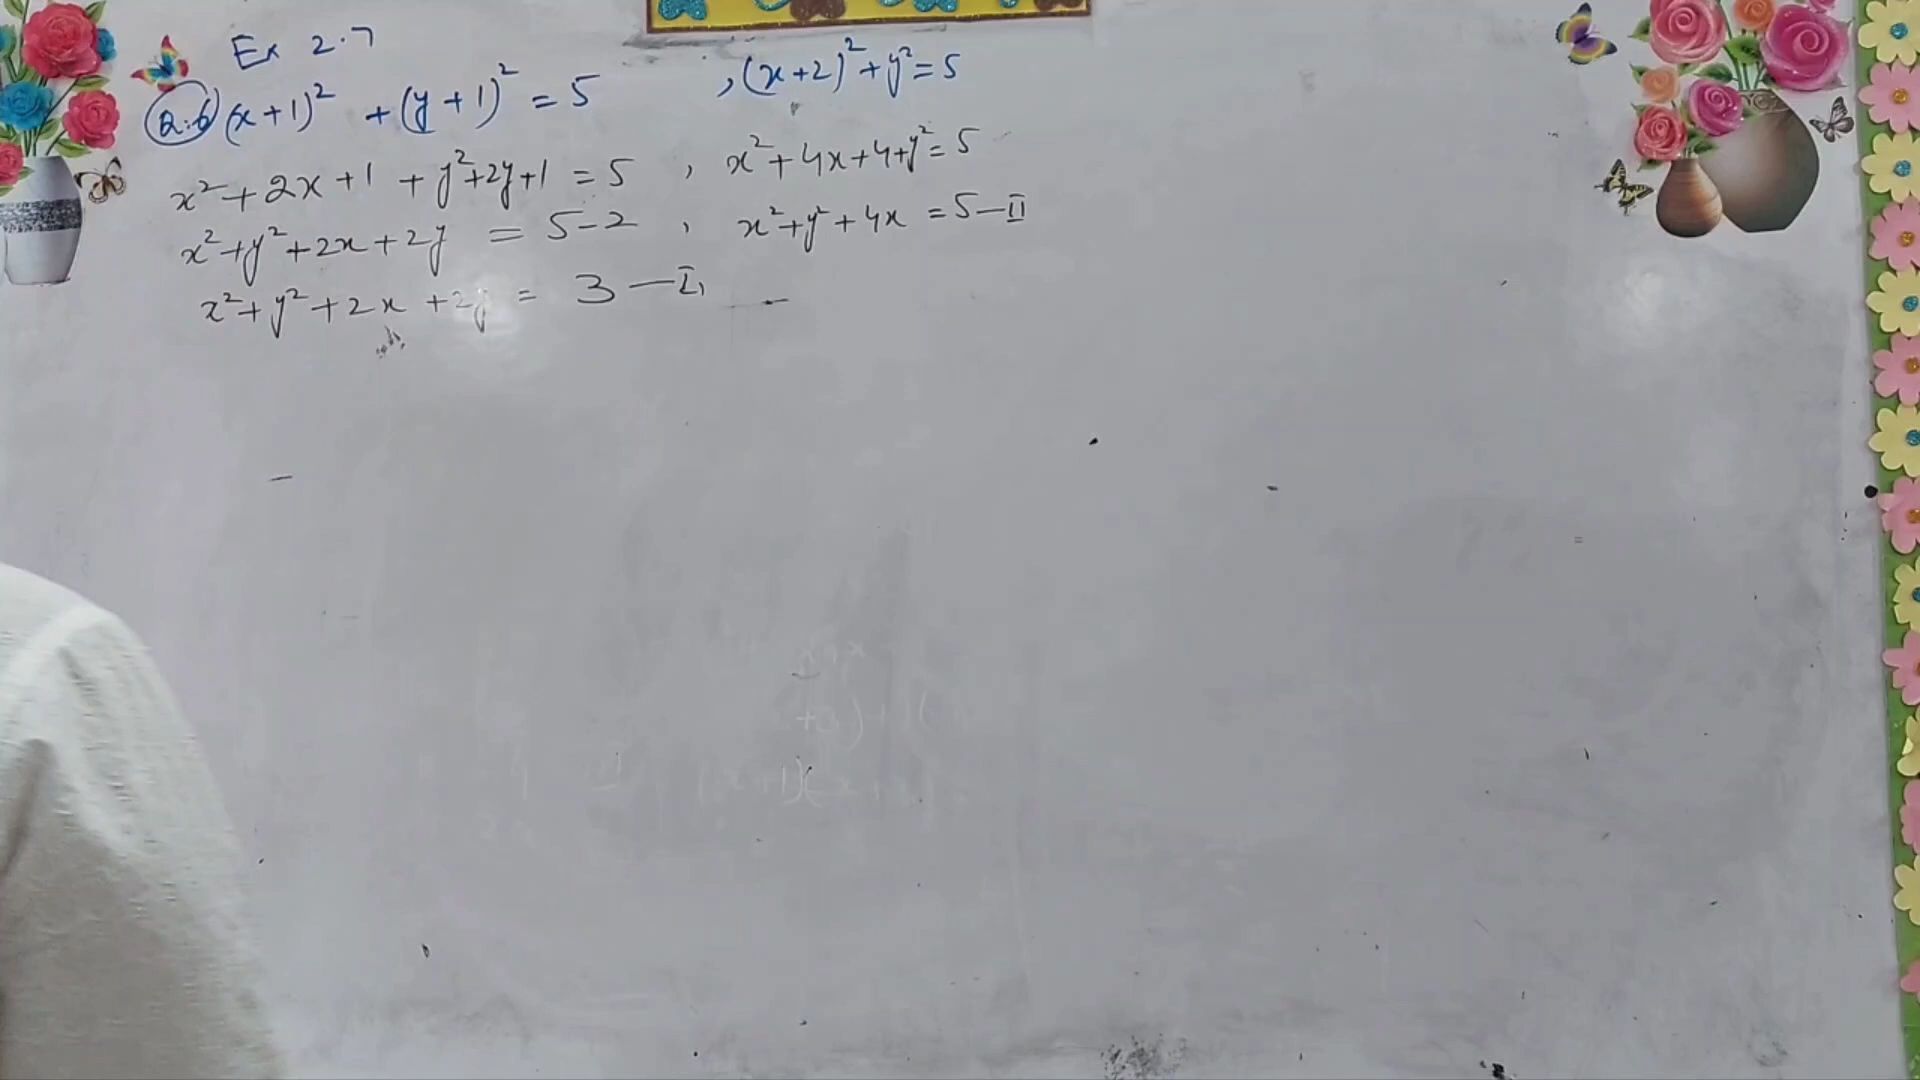 Ex 2.7
Q.6 (x+1)² + (y+1)² = 5 , (x+2)² + y² = 5
x² + 2x + 1 + y² + 2y + 1 = 5 , x² + 4x + 4 + y² = 5
x² + y² + 2x + 2y = 5 - 2 , x² + y² + 4x = 5 — II
x² + y² + 2x + 2y = 3 — I,